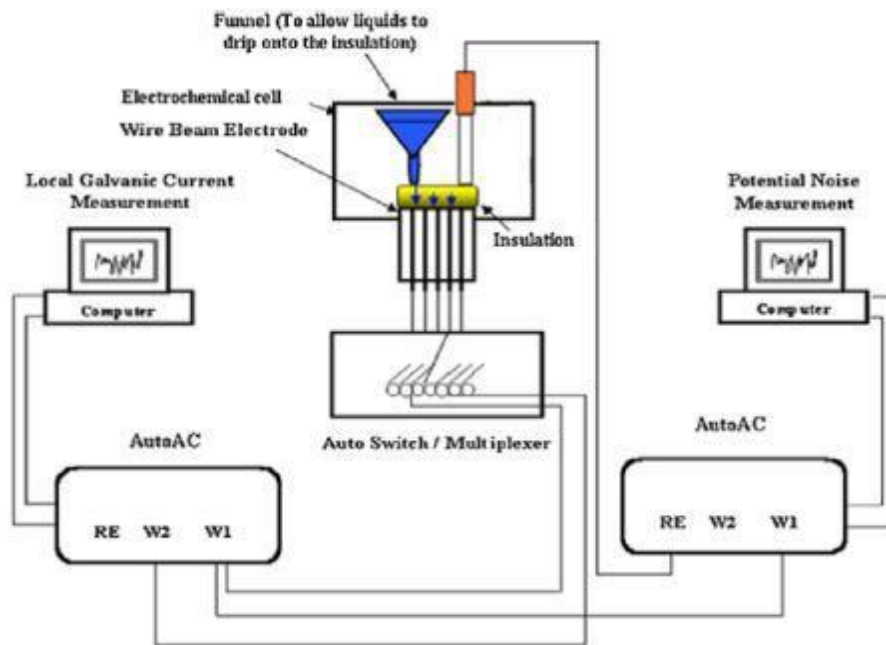 Funnel (To allow liquids to
drip onto the insulation)
Electrochemical cell
Wire Beam Electrode
Local Galvanic Current
Measurement
Potential Noise
Measurement
Insulation
Computer
Computer
Auto Switch / Multiplexer
AutoAC
AutoAC
RE W2 W1
RE W2 W1